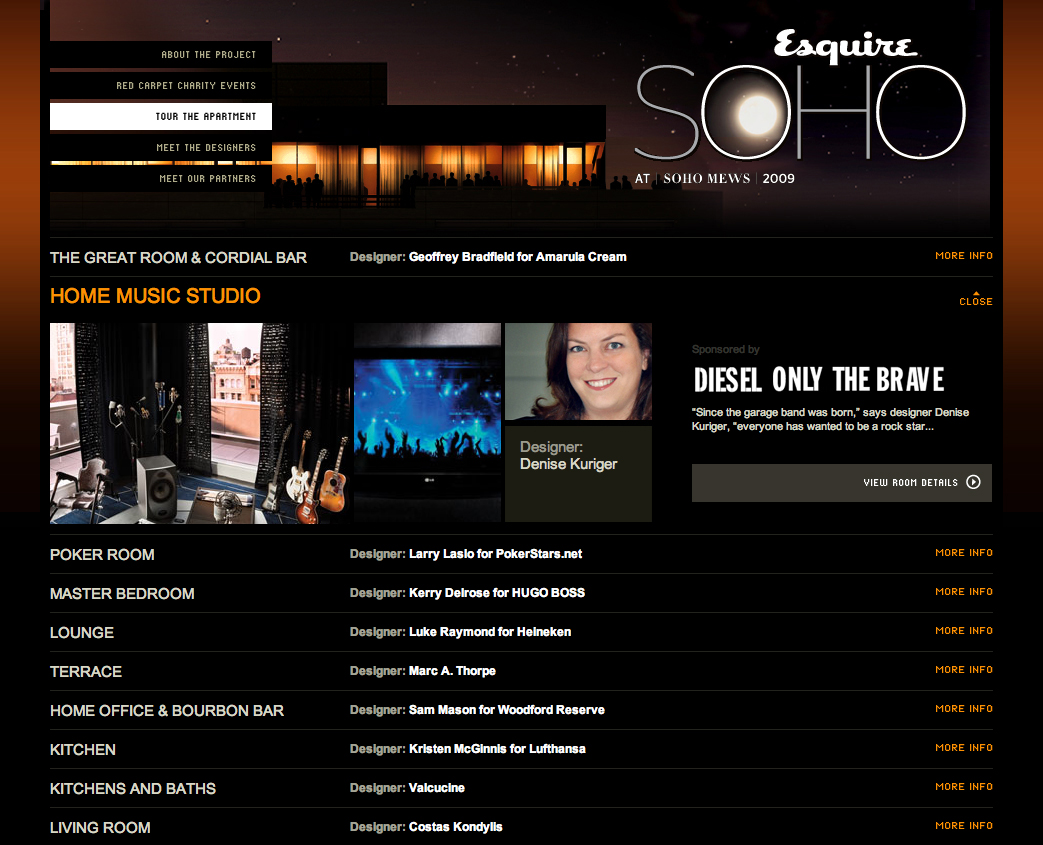 ABOUT THE PROJECT
RED CARPET CHARITY EVENTS
TOUR THE APARTMENT
MEET THE DESIGNERS
MEET OUR PARTNERS
Esquire
SOHO
AT | SOHO MEWS | 2009
THE GREAT ROOM & CORDIAL BAR Designer: Geoffrey Bradfield for Amarula Cream MORE INFO
HOME MUSIC STUDIO CLOSE
Sponsored by
DIESEL ONLY THE BRAVE
"Since the garage band was born," says designer Denise
Kuriger, "everyone has wanted to be a rock star...
Designer:
Denise Kuriger
VIEW ROOM DETAILS
LG
POKER ROOM Designer: Larry Laslo for PokerStars.net MORE INFO
MASTER BEDROOM Designer: Kerry Delrose for HUGO BOSS MORE INFO
LOUNGE Designer: Luke Raymond for Heineken MORE INFO
TERRACE Designer: Marc A. Thorpe MORE INFO
HOME OFFICE & BOURBON BAR Designer: Sam Mason for Woodford Reserve MORE INFO
KITCHEN Designer: Kristen McGinnis for Lufthansa MORE INFO
KITCHENS AND BATHS Designer: Valcucine MORE INFO
LIVING ROOM Designer: Costas Kondylis MORE INFO